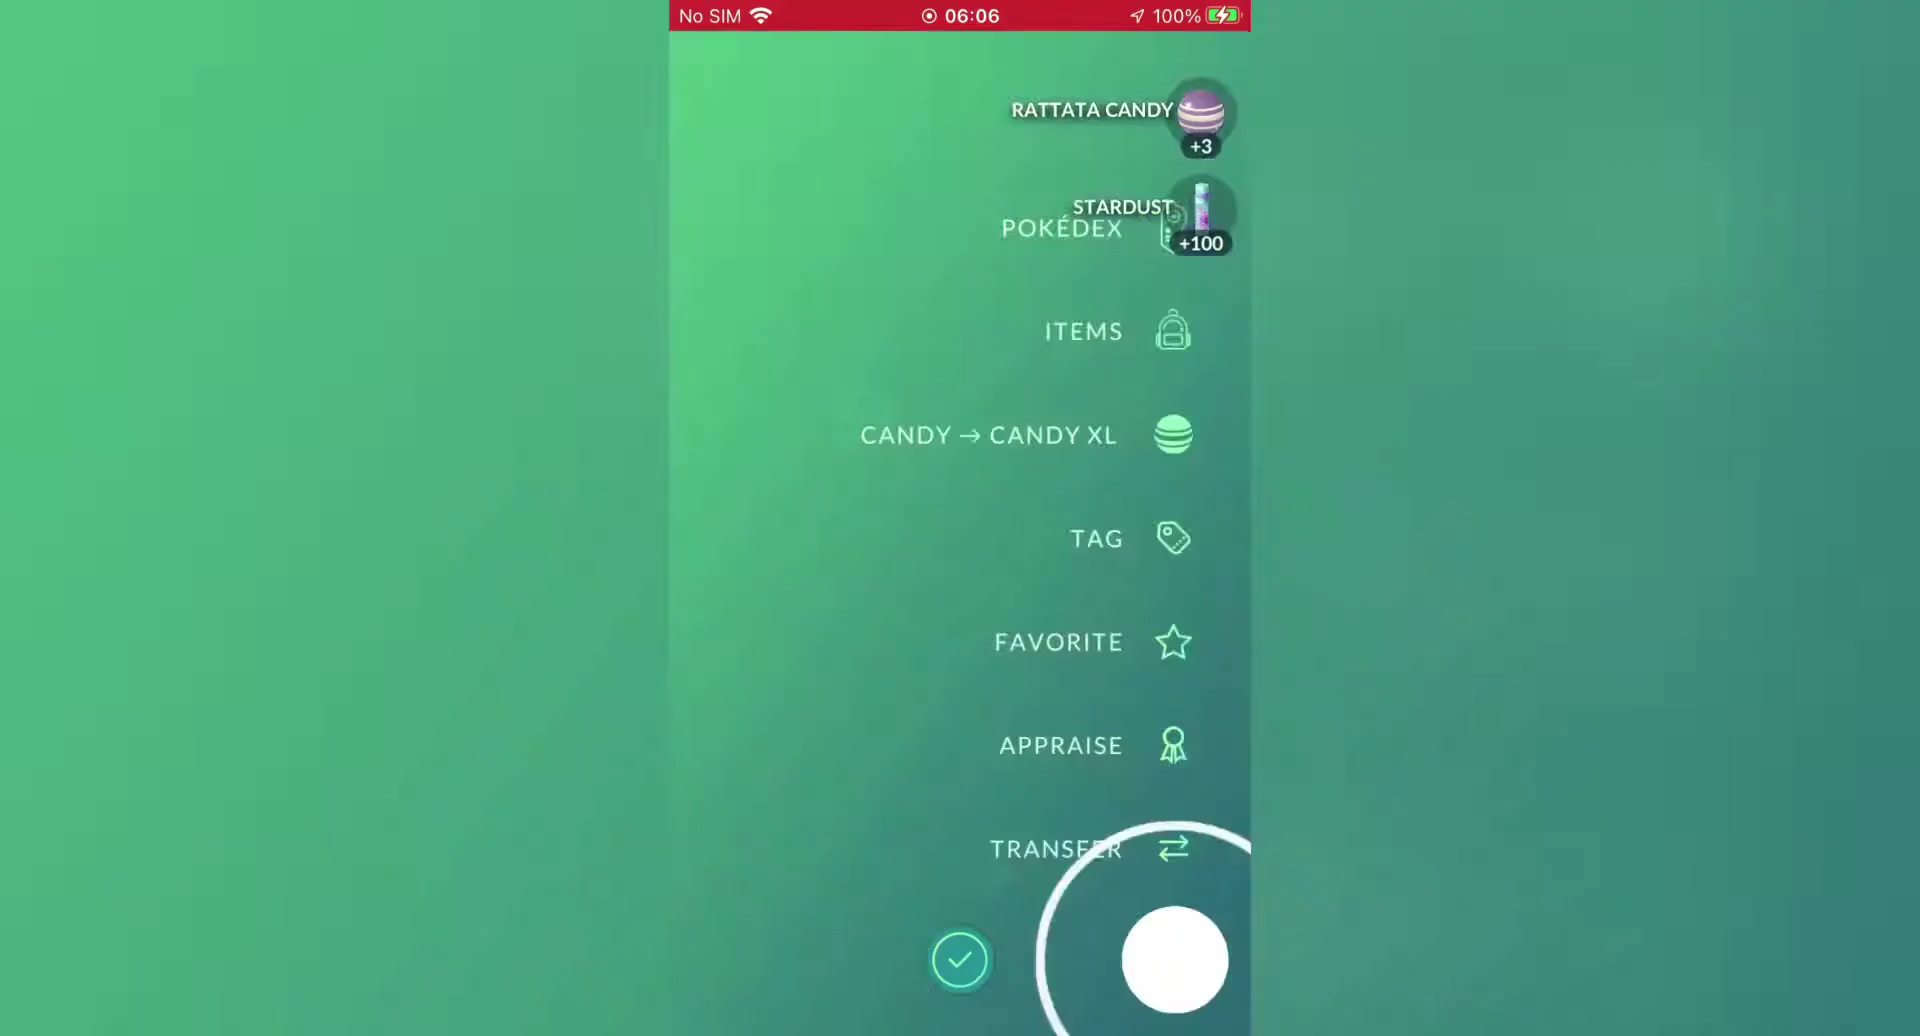 No SIM 06:06 100%
RATTATA CANDY
+3
STARDUST
POKÉDEX
+100
ITEMS
CANDY → CANDY XL
TAG
FAVORITE
APPRAISE
TRANSFER